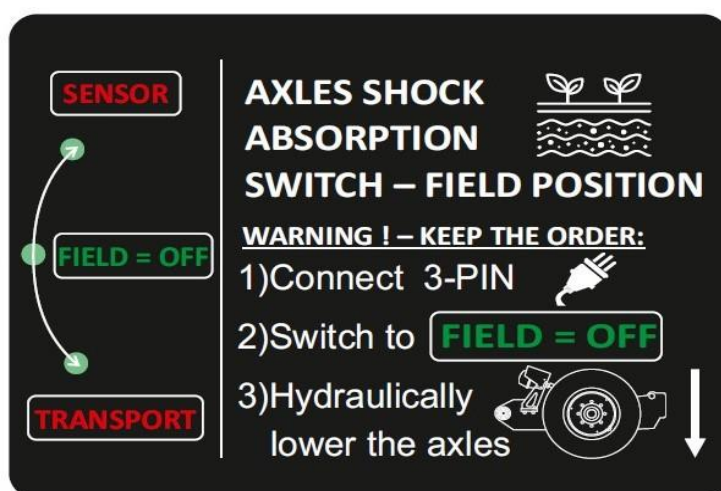 SENSOR
FIELD = OFF
TRANSPORT
AXLES SHOCK
ABSORPTION
SWITCH – FIELD POSITION
WARNING ! – KEEP THE ORDER:
1)Connect 3-PIN
2)Switch to FIELD = OFF
3)Hydraulically
lower the axles